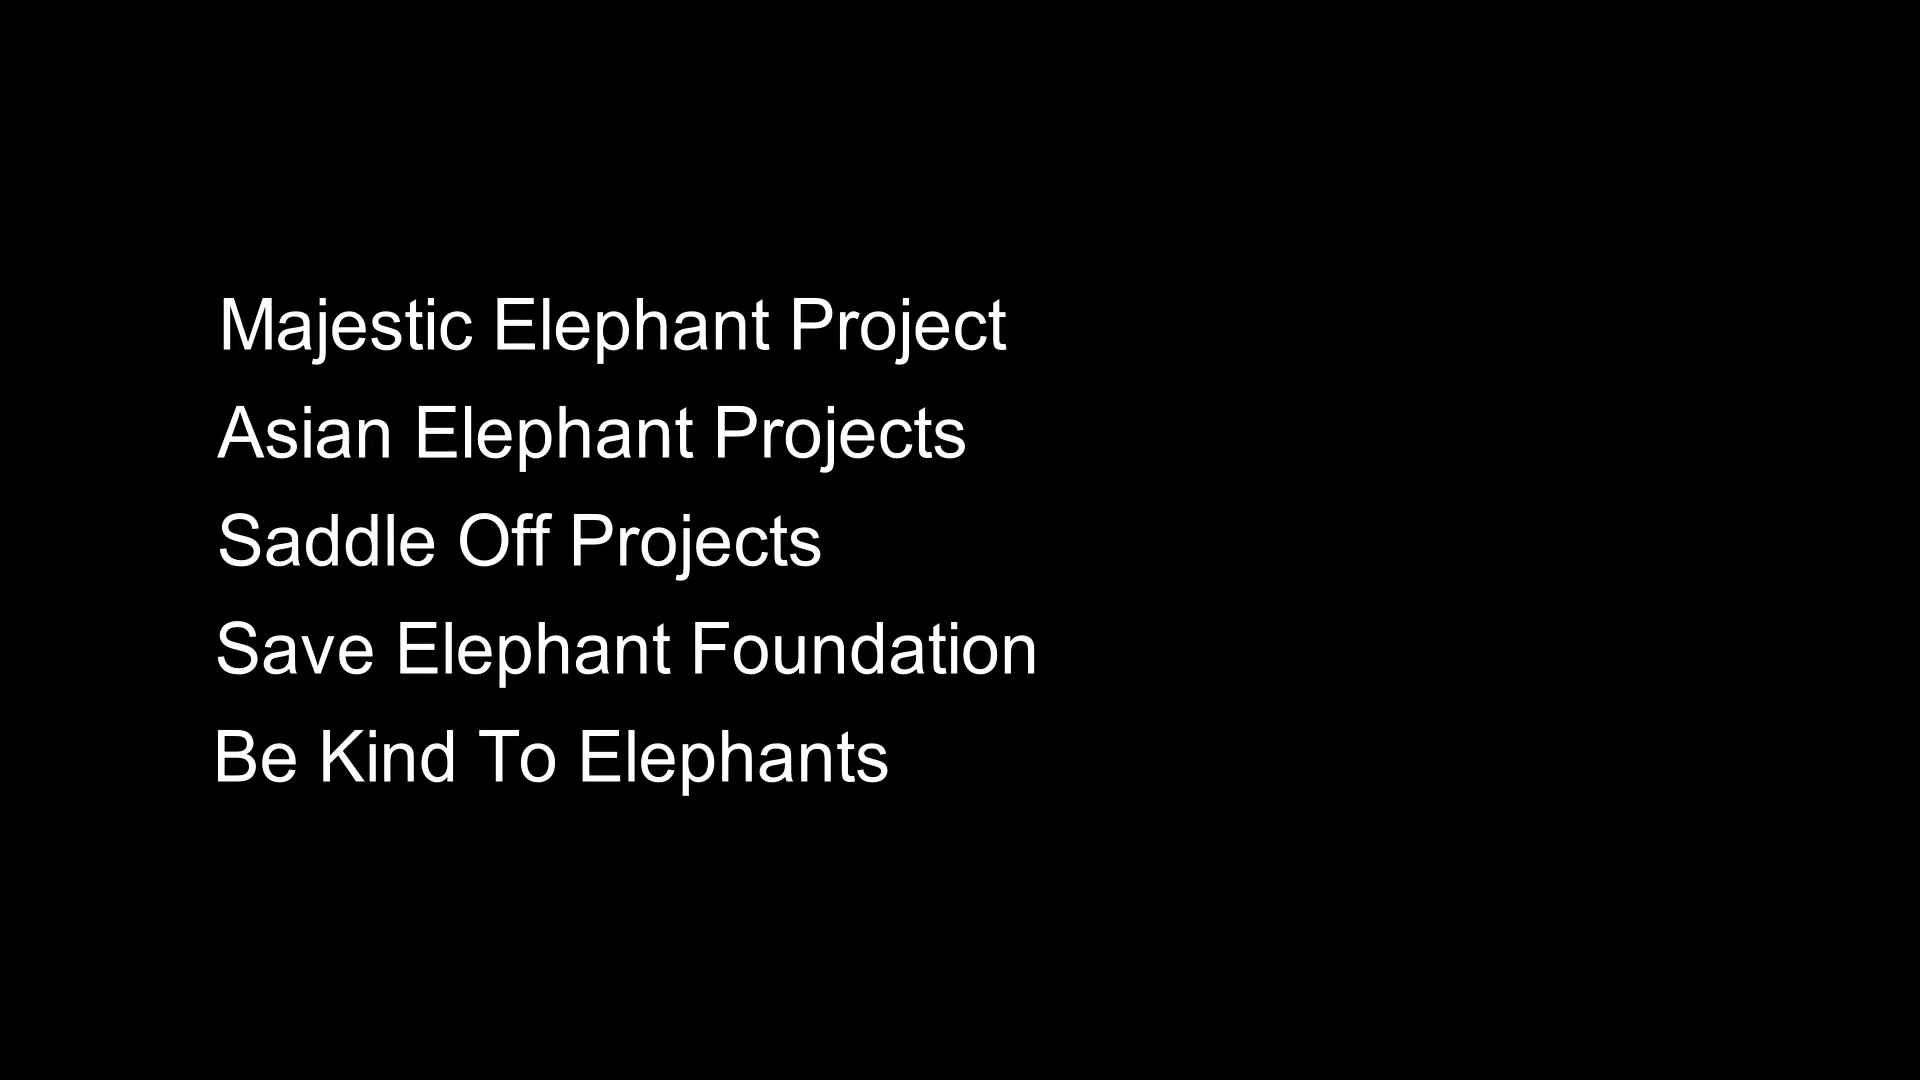 Majestic Elephant Project
Asian Elephant Projects
Saddle Off Projects
Save Elephant Foundation
Be Kind To Elephants